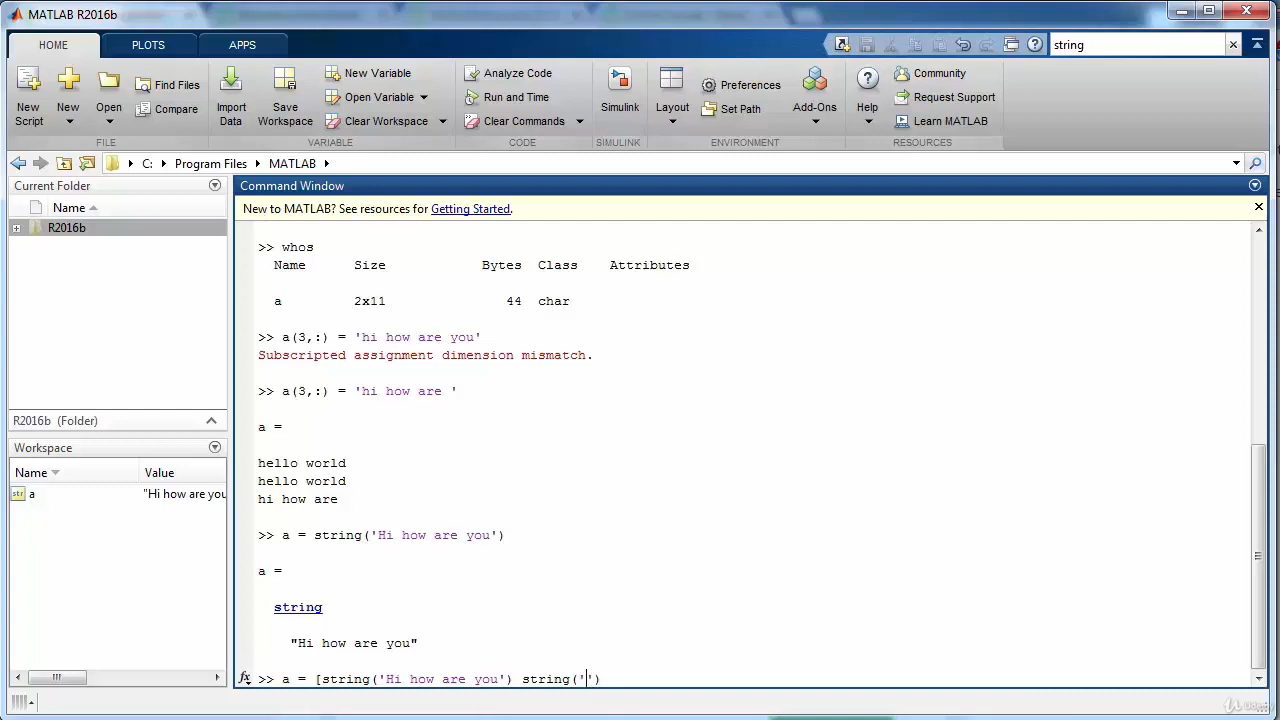 MATLAB R2016b
HOME PLOTS APPS
string
New Script
New
Open
Find Files
Compare
Import Data
Save Workspace
New Variable
Open Variable
Clear Workspace
Analyze Code
Run and Time
Clear Commands
Simulink
Layout
Preferences
Set Path
Add-Ons
Help
Community
Request Support
Learn MATLAB
FILE VARIABLE CODE SIMULINK ENVIRONMENT RESOURCES
C: Program Files MATLAB
Current Folder
Name
R2016b
R2016b (Folder)
Workspace
Name Value
str a "Hi how are you
Command Window
New to MATLAB? See resources for Getting Started.
>> whos
Name Size Bytes Class Attributes
a 2x11 44 char
>> a(3,:) = 'hi how are you'
Subscripted assignment dimension mismatch.
>> a(3,:) = 'hi how are '
a =
hello world
hello world
hi how are
>> a = string('Hi how are you')
a =
string
"Hi how are you"
fx >> a = [string('Hi how are you') string('')
Udemy